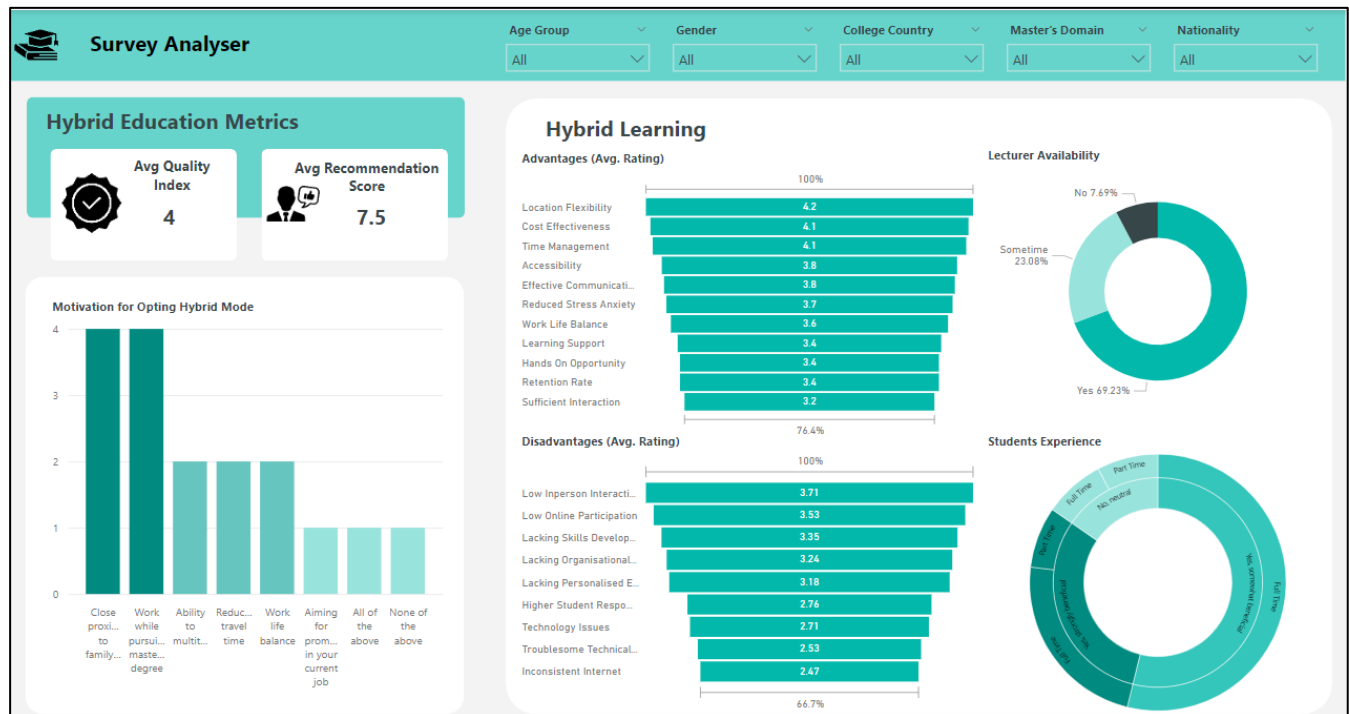 Survey Analyser
Age Group
Gender
College Country
Master's Domain
Nationality
All
All
All
All
All
Hybrid Education Metrics
Avg Quality
Index
4
Avg Recommendation
Score
7.5
Motivation for Opting Hybrid Mode
4
3
2
1
0
Close
proxi...
to
family...
Work
while
pursui...
maste...
degree
Ability
to
multit...
Reduc...
travel
time
Work
life
balance
Aiming
for
prom...
in your
current
job
All of
the
above
None of
the
above
Hybrid Learning
Advantages (Avg. Rating)
100%
Location Flexibility 4.2
Cost Effectiveness 4.1
Time Management 4.1
Accessibility 3.8
Effective Communicati... 3.8
Reduced Stress Anxiety 3.7
Work Life Balance 3.6
Learning Support 3.4
Hands On Opportunity 3.4
Retention Rate 3.4
Sufficient Interaction 3.2
76.4%
Disadvantages (Avg. Rating)
100%
Low Inperson Interacti... 3.71
Low Online Participation 3.53
Lacking Skills Develop... 3.35
Lacking Organisational... 3.24
Lacking Personalised E... 3.18
Higher Student Respo... 2.76
Technology Issues 2.71
Troublesome Technical... 2.53
Inconsistent Internet 2.47
66.7%
Lecturer Availability
No 7.69%
Sometime
23.08%
Yes 69.23%
Students Experience
Part Time
Full Time
No, neutral
Part Time
Yes, strongly beneficial
Full Time
Yes, somewhat beneficial
Full Time